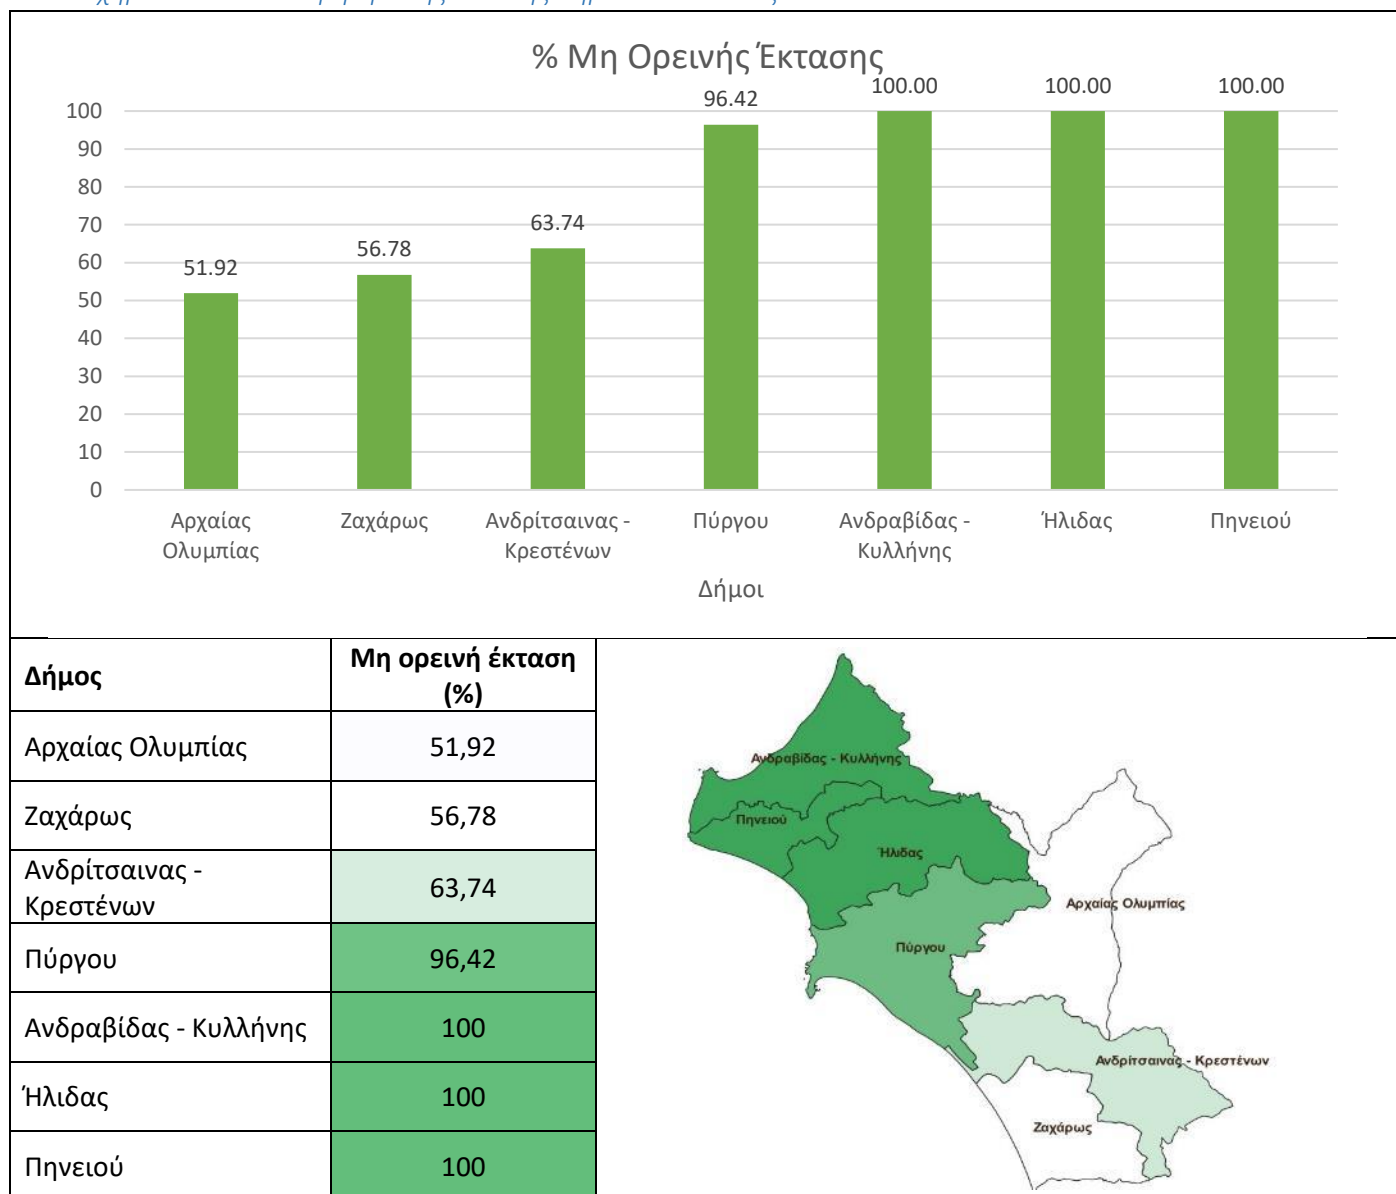 % Μη Ορεινής Έκτασης
100
90
80
70
60
50
40
30
20
10
0
51.92
56.78
63.74
96.42
100.00
100.00
100.00
Αρχαίας
Ολυμπίας
Ζαχάρως
Ανδρίτσαινας -
Κρεστένων
Πύργου
Ανδραβίδας -
Κυλλήνης
Ήλιδας
Πηνειού
Δήμοι
Δήμος
Μη ορεινή έκταση
(%)
Αρχαίας Ολυμπίας
51,92
Ζαχάρως
56,78
Ανδρίτσαινας -
Κρεστένων
63,74
Πύργου
96,42
Ανδραβίδας - Κυλλήνης
100
Ήλιδας
100
Πηνειού
100
Ανδραβίδας - Κυλλήνης
Πηνειού
Ήλιδας
Αρχαίας Ολυμπίας
Πύργου
Ανδρίτσαινας - Κρεστένων
Ζαχάρως